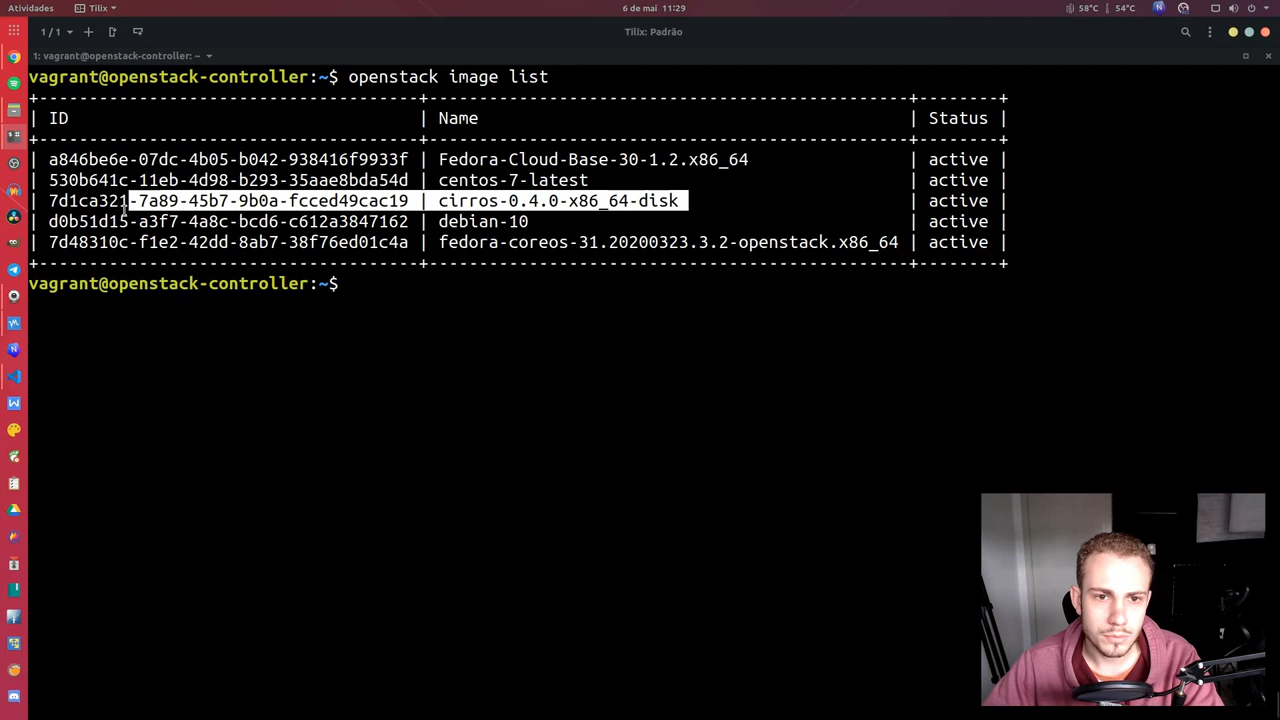 Atividades Tilix 6 de mai 11:29 58°C 54°C
1 / 1 Tilix: Padrão
1: vagrant@openstack-controller: ~
vagrant@openstack-controller:~$ openstack image list
+--------------------------------------+------------------------------------------------+--------+
| ID | Name | Status |
+--------------------------------------+------------------------------------------------+--------+
| a846be6e-07dc-4b05-b042-938416f9933f | Fedora-Cloud-Base-30-1.2.x86_64 | active |
| 530b641c-11eb-4d98-b293-35aae8bda54d | centos-7-latest | active |
| 7d1ca321-7a89-45b7-9b0a-fcced49cac19 | cirros-0.4.0-x86_64-disk | active |
| d0b51d15-a3f7-4a8c-bcd6-c612a3847162 | debian-10 | active |
| 7d48310c-f1e2-42dd-8ab7-38f76ed01c4a | fedora-coreos-31.20200323.3.2-openstack.x86_64 | active |
+--------------------------------------+------------------------------------------------+--------+
vagrant@openstack-controller:~$